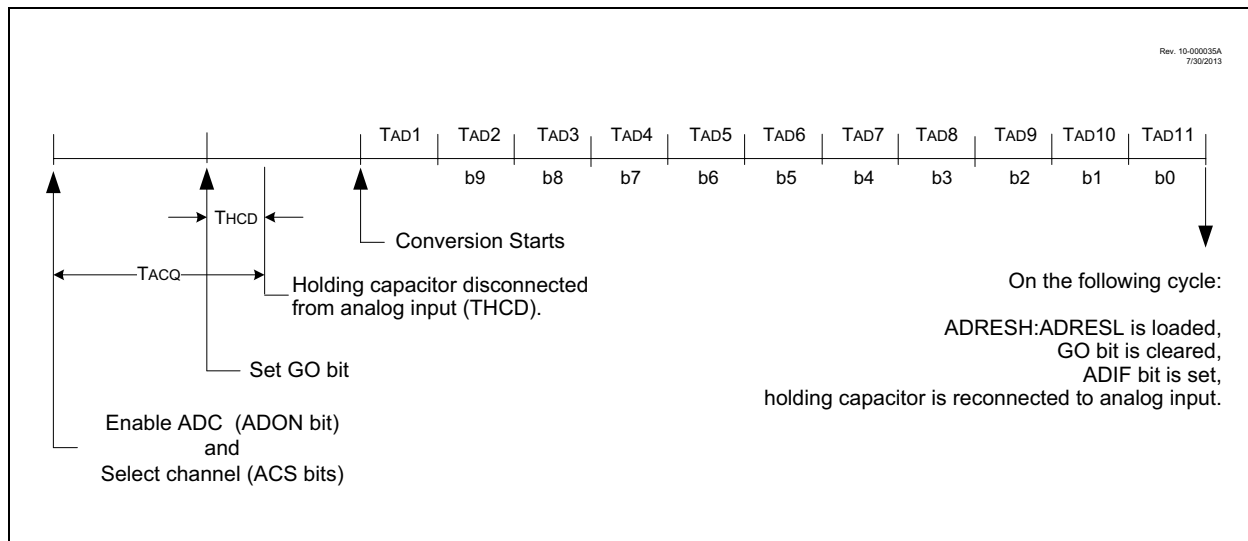 Rev. 10-000035A
7/30/2013
TAD1 TAD2 TAD3 TAD4 TAD5 TAD6 TAD7 TAD8 TAD9 TAD10 TAD11
b9 b8 b7 b6 b5 b4 b3 b2 b1 b0
THCD
Conversion Starts
TACQ
Holding capacitor disconnected
from analog input (THCD).
On the following cycle:
ADRESH:ADRESL is loaded,
GO bit is cleared,
ADIF bit is set,
holding capacitor is reconnected to analog input.
Set GO bit
Enable ADC (ADON bit)
and
Select channel (ACS bits)